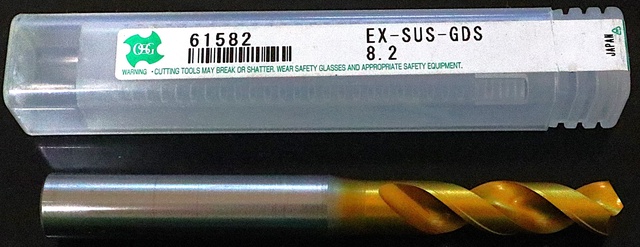 OSG
61582
EX-SUS-GDS
8.2
WARNING • CUTTING TOOLS MAY BREAK OR SHATTER. WEAR SAFETY GLASSES AND APPROPRIATE SAFETY EQUIPMENT.
JAPAN